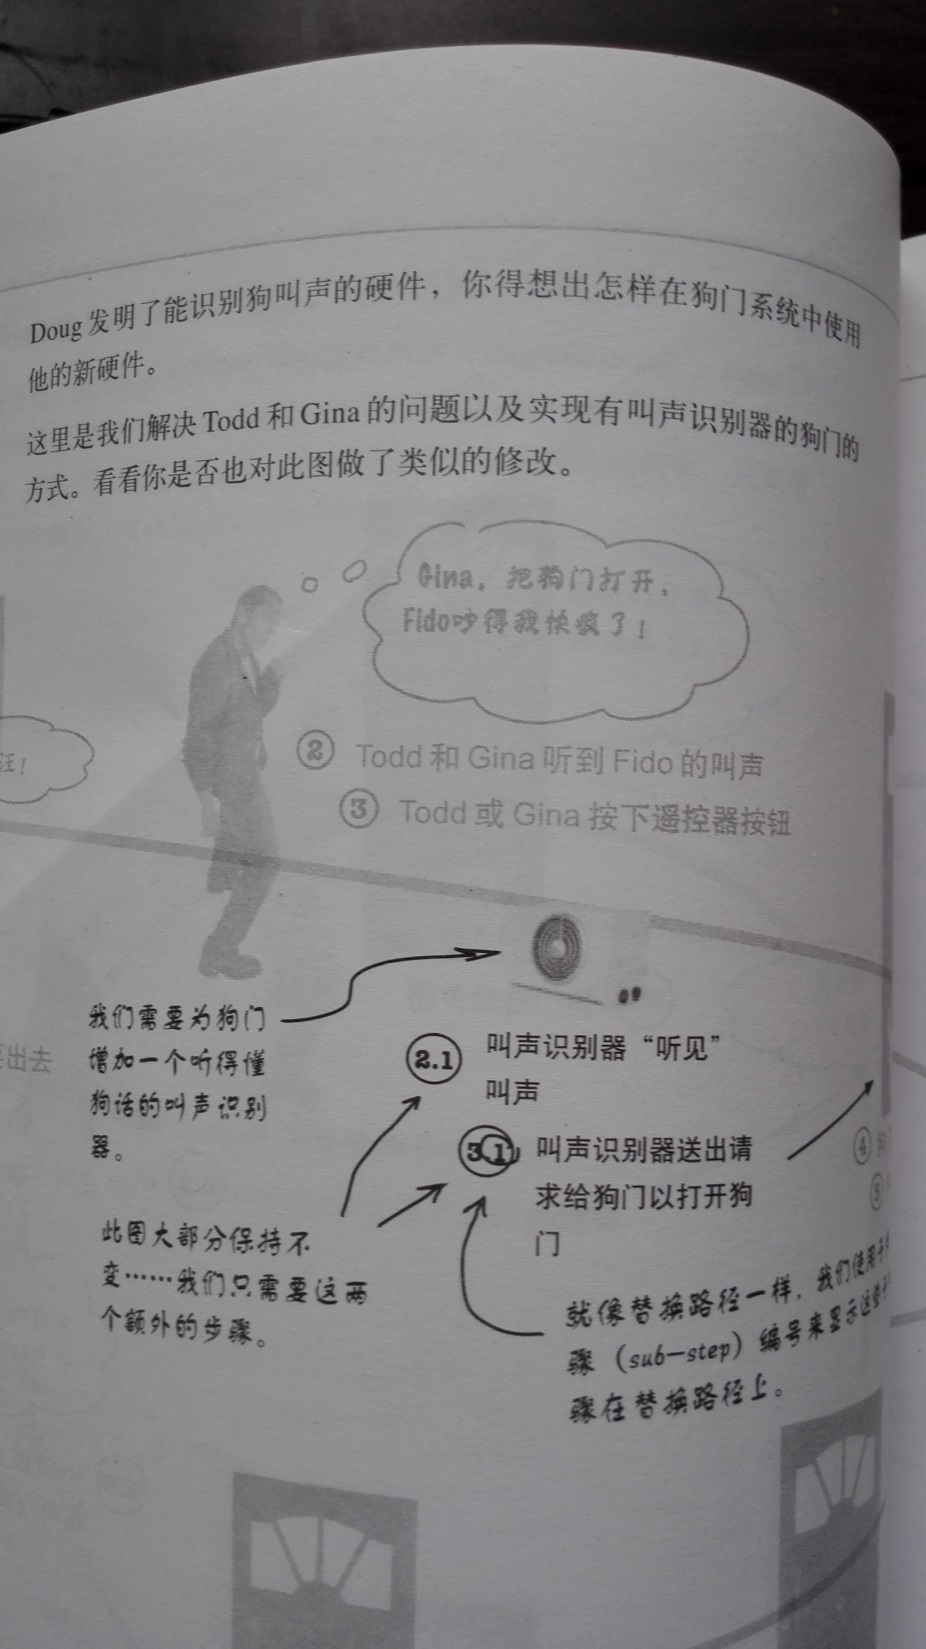 Doug 发明了能识别狗叫声的硬件，你得想出怎样在狗门系统中使用
他的新硬件。
这里是我们解决 Todd 和 Gina 的问题以及实现有叫声识别器的狗门的
方式。看看你是否也对此图做了类似的修改。
Gina，把狗门打开，
Fido吵得我快疯了！
汪！
② Todd 和 Gina 听到 Fido 的叫声
③ Todd 或 Gina 按下遥控器按钮
我们需要为狗门
增加一个听得懂
狗话的叫声识别
器。
出去
2.1 叫声识别器“听见”
叫声
3.1 叫声识别器送出请
求给狗门以打开狗
门
④
⑤
此图大部分保持不
变……我们只需要这两
个额外的步骤。
就像替换路径一样，我们使用
骤（sub-step）编号来显示这些
骤在替换路径上。